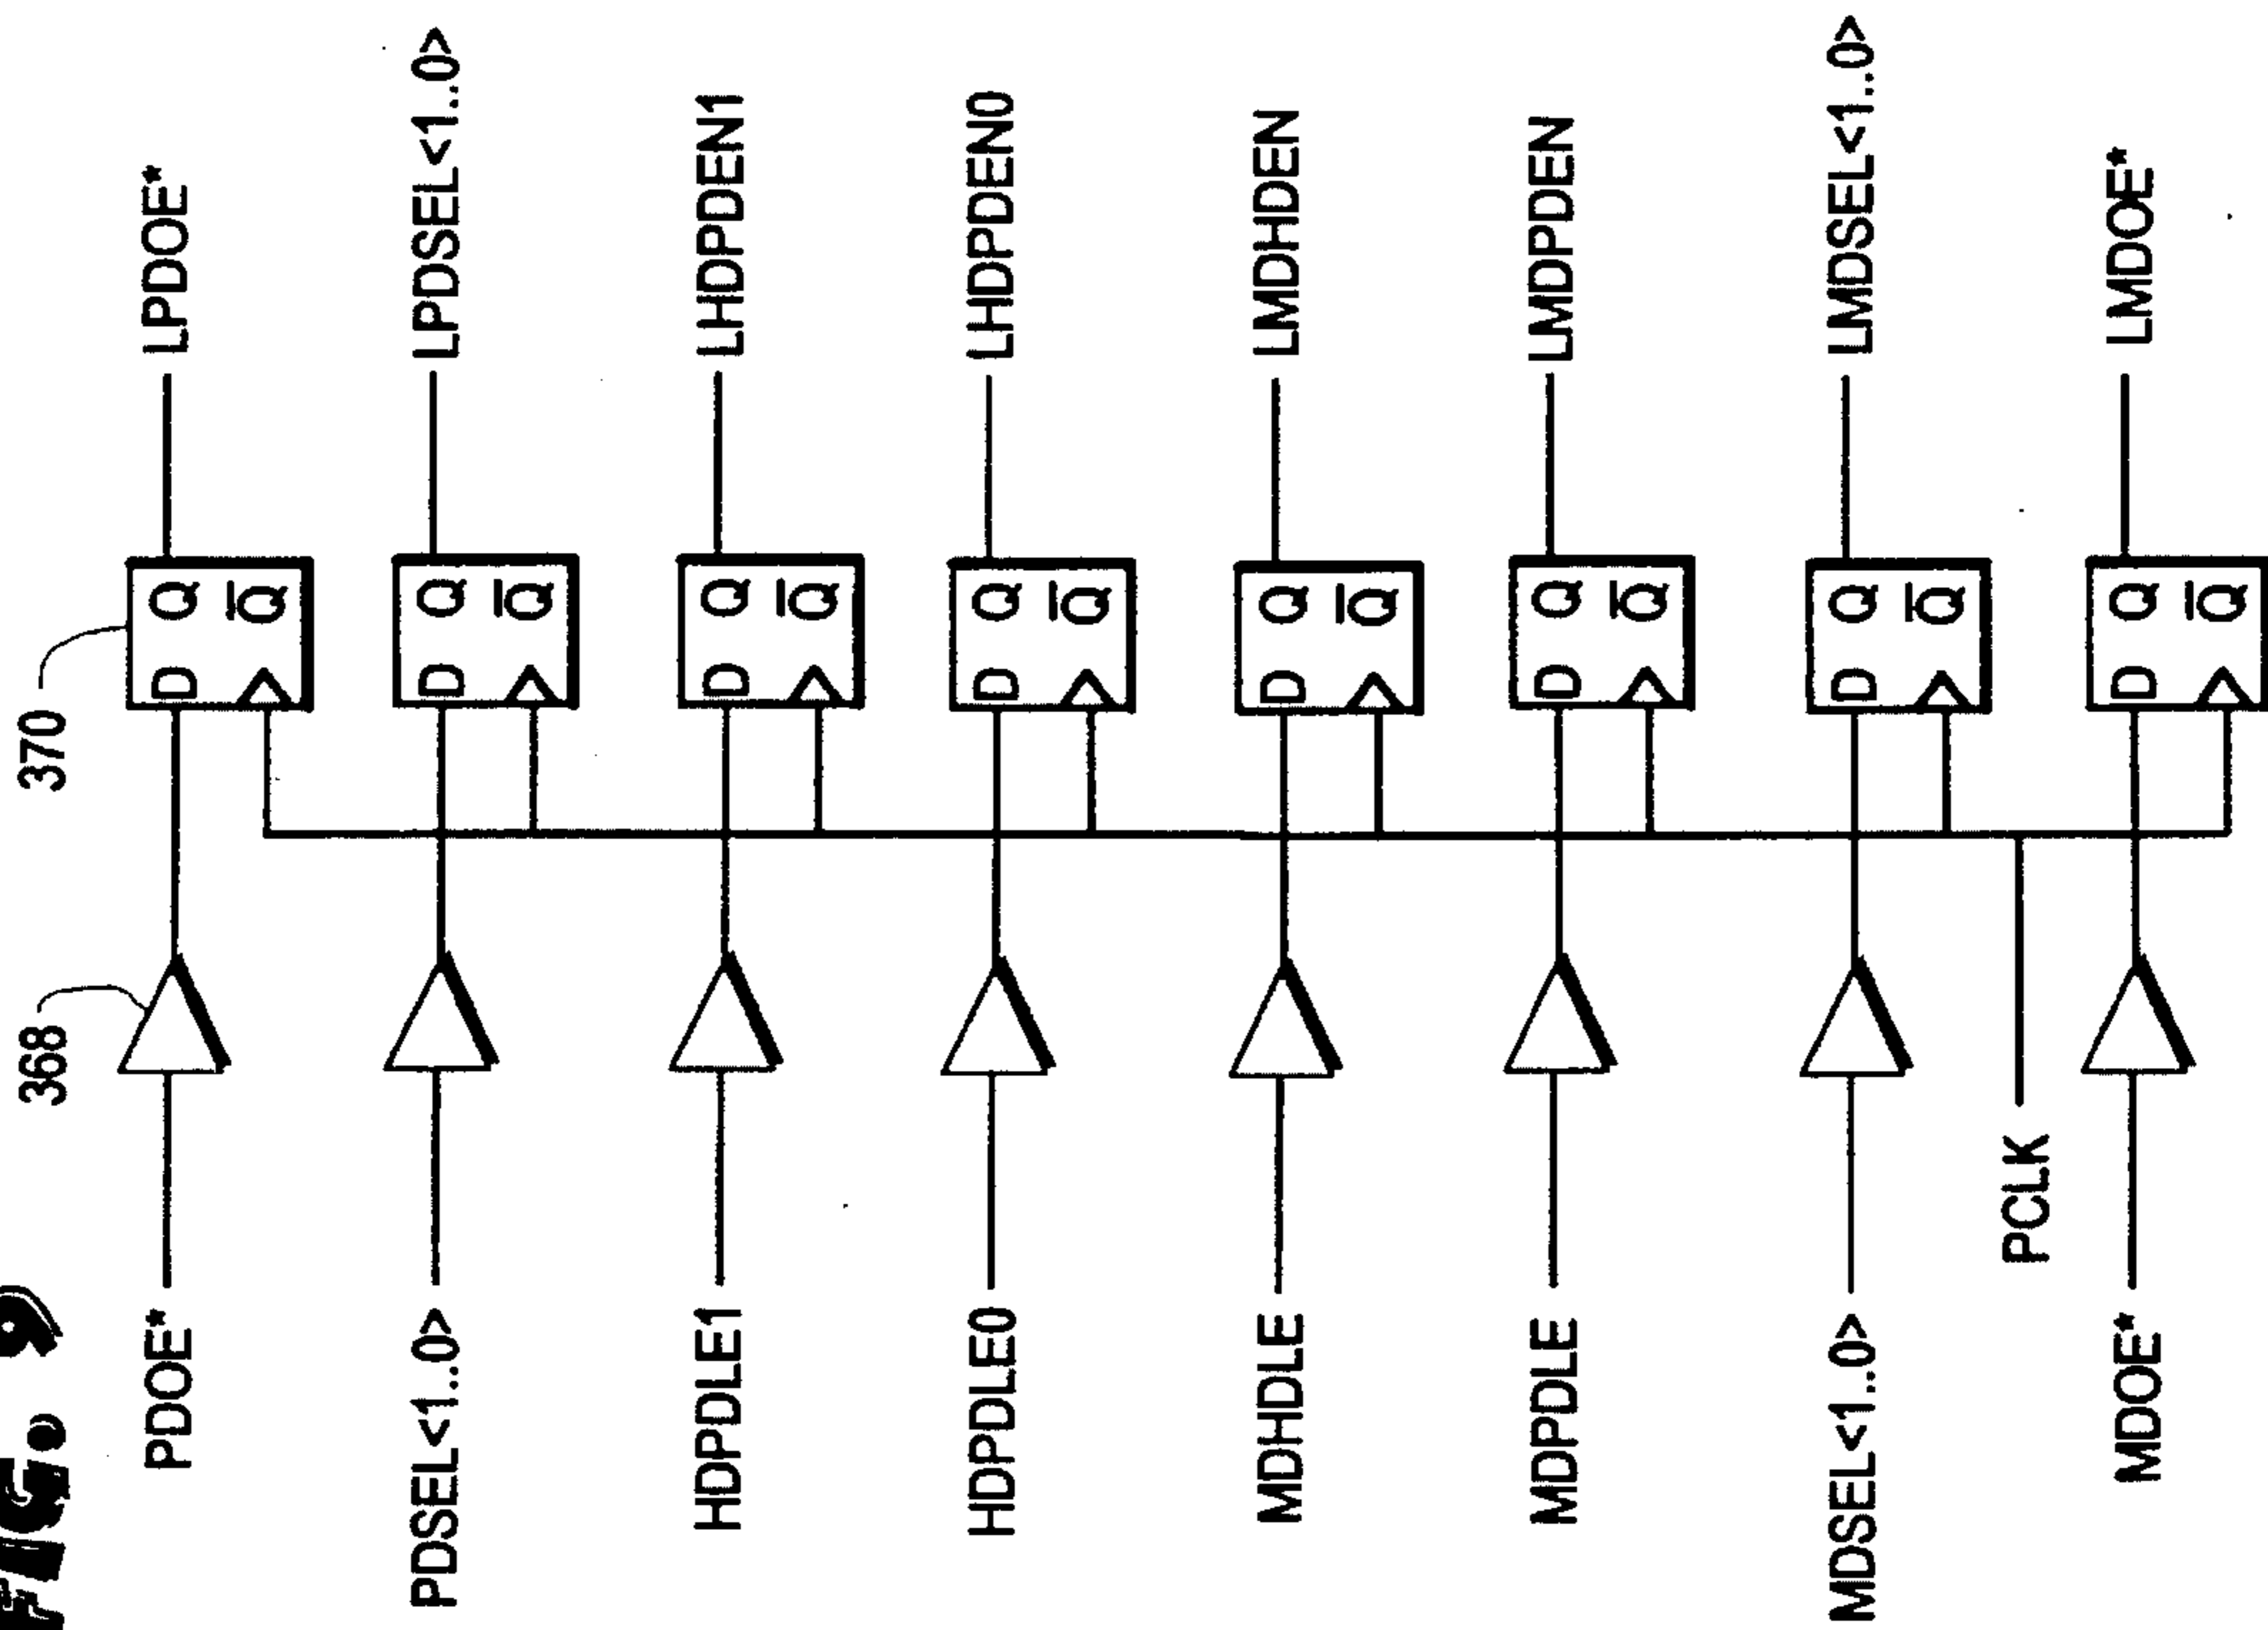 FIG. 9
368
370
PDOE*
D
Q
Q
LPDOE*
PDSEL<1..0>
D
Q
Q
LPDSEL<1..0>
HDPDLE1
D
Q
Q
LHDPDEN1
HDPDLE0
D
Q
Q
LHDPDEN0
MDHDLE
D
Q
Q
LMDHDEN
MDPDLE
D
Q
Q
LMDPDEN
MDSEL<1..0>
D
Q
Q
LMDSEL<1..0>
PCLK
MDOE*
D
Q
Q
LMDOE*